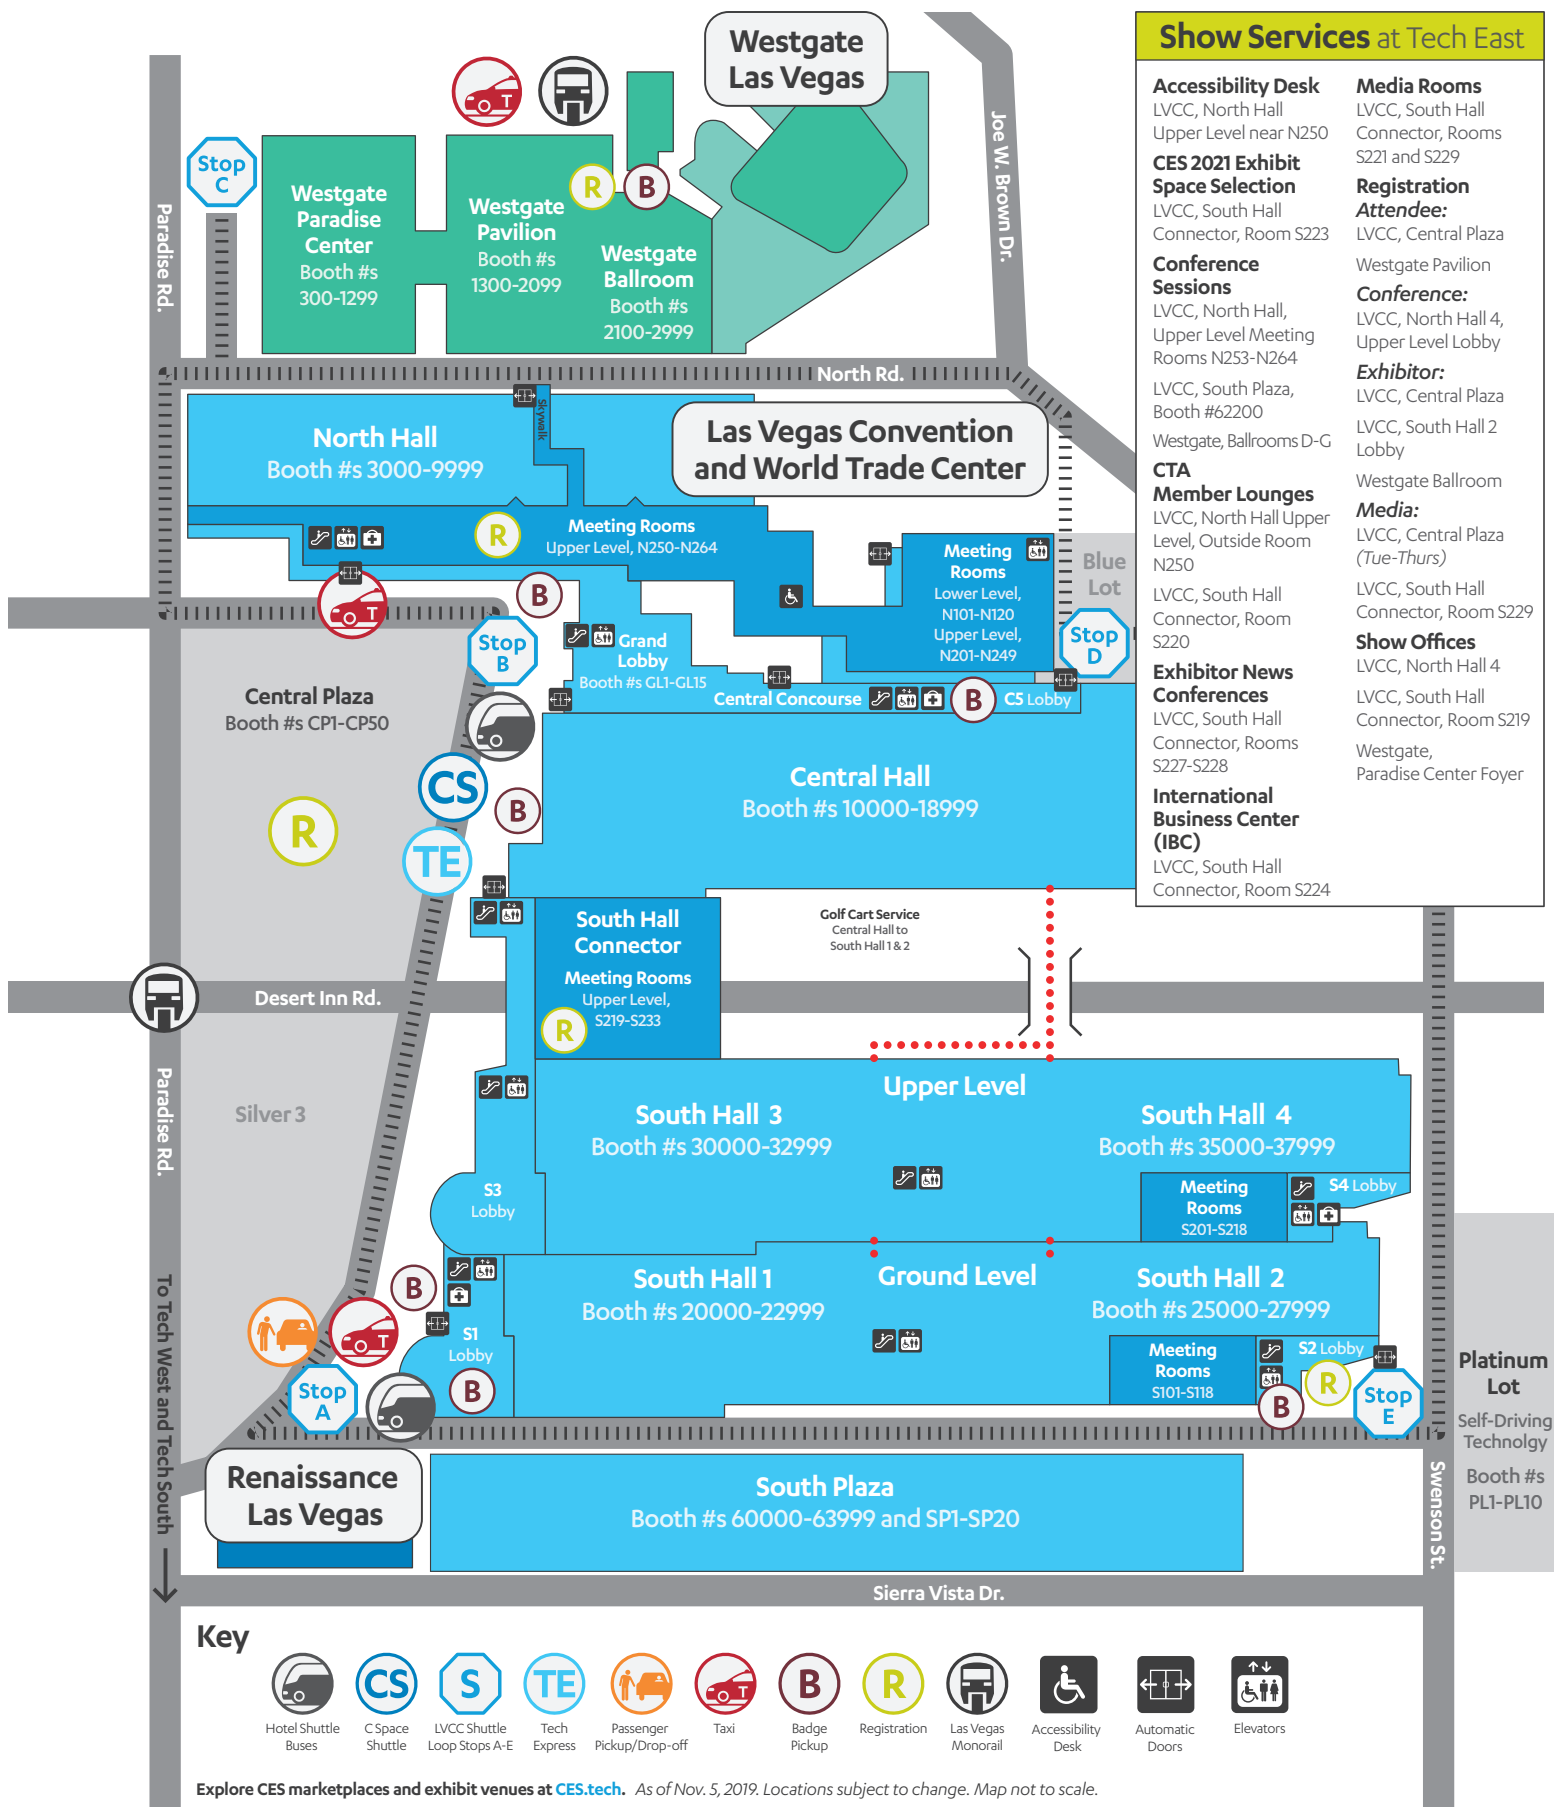 Westgate
Las Vegas
Stop
C
Westgate
Paradise
Center
Booth #s
300-1299
Westgate
Pavilion
Booth #s
1300-2099
R
B
Westgate
Ballroom
Booth #s
2100-2999
T
Paradise Rd.
Joe W. Brown Dr.
North Rd.
Show Services at Tech East
Accessibility Desk
LVCC, North Hall
Upper Level near N250
CES 2021 Exhibit
Space Selection
LVCC, South Hall
Connector, Room S223
Conference
Sessions
LVCC, North Hall,
Upper Level Meeting
Rooms N253-N264
LVCC, South Plaza,
Booth #62200
Westgate, Ballrooms D-G
CTA
Member Lounges
LVCC, North Hall Upper
Level, Outside Room
N250
LVCC, South Hall
Connector, Room
S220
Exhibitor News
Conferences
LVCC, South Hall
Connector, Rooms
S227-S228
International
Business Center
(IBC)
LVCC, South Hall
Connector, Room S224
Media Rooms
LVCC, South Hall
Connector, Rooms
S221 and S229
Registration
Attendee:
LVCC, Central Plaza
Westgate Pavilion
Conference:
LVCC, North Hall 4,
Upper Level Lobby
Exhibitor:
LVCC, Central Plaza
LVCC, South Hall 2
Lobby
Westgate Ballroom
Media:
LVCC, Central Plaza
(Tue-Thurs)
LVCC, South Hall
Connector, Room S229
Show Offices
LVCC, North Hall 4
LVCC, South Hall
Connector, Room S219
Westgate,
Paradise Center Foyer
North Hall
Booth #s 3000-9999
Skywalk
Las Vegas Convention
and World Trade Center
R
Meeting Rooms
Upper Level, N250-N264
Meeting
Rooms
Lower Level,
N101-N120
Upper Level,
N201-N249
Blue
Lot
Stop
D
T
B
Stop
B
Grand
Lobby
Booth #s GL1-GL15
Central Concourse
B
C5 Lobby
Central Plaza
Booth #s CP1-CP50
R
CS
TE
B
Central Hall
Booth #s 10000-18999
South Hall
Connector
Meeting Rooms
Upper Level,
S219-S233
R
Golf Cart Service
Central Hall to
South Hall 1 & 2
Desert Inn Rd.
Paradise Rd.
Silver 3
Upper Level
South Hall 3
Booth #s 30000-32999
South Hall 4
Booth #s 35000-37999
S3
Lobby
Meeting
Rooms
S201-S218
S4 Lobby
South Hall 1
Booth #s 20000-22999
Ground Level
South Hall 2
Booth #s 25000-27999
B
S1
Lobby
B
T
Stop
A
Meeting
Rooms
S101-S118
S2 Lobby
B
R
Stop
E
Platinum
Lot
Self-Driving
Technolgy
Booth #s
PL1-PL10
To Tech West and Tech South
Renaissance
Las Vegas
South Plaza
Booth #s 60000-63999 and SP1-SP20
Swenson St.
Sierra Vista Dr.
Key
CS
S
TE
T
B
R
Hotel Shuttle
Buses
C Space
Shuttle
LVCC Shuttle
Loop Stops A-E
Tech
Express
Passenger
Pickup/Drop-off
Taxi
Badge
Pickup
Registration
Las Vegas
Monorail
Accessibility
Desk
Automatic
Doors
Elevators
Explore CES marketplaces and exhibit venues at CES.tech. As of Nov. 5, 2019. Locations subject to change. Map not to scale.